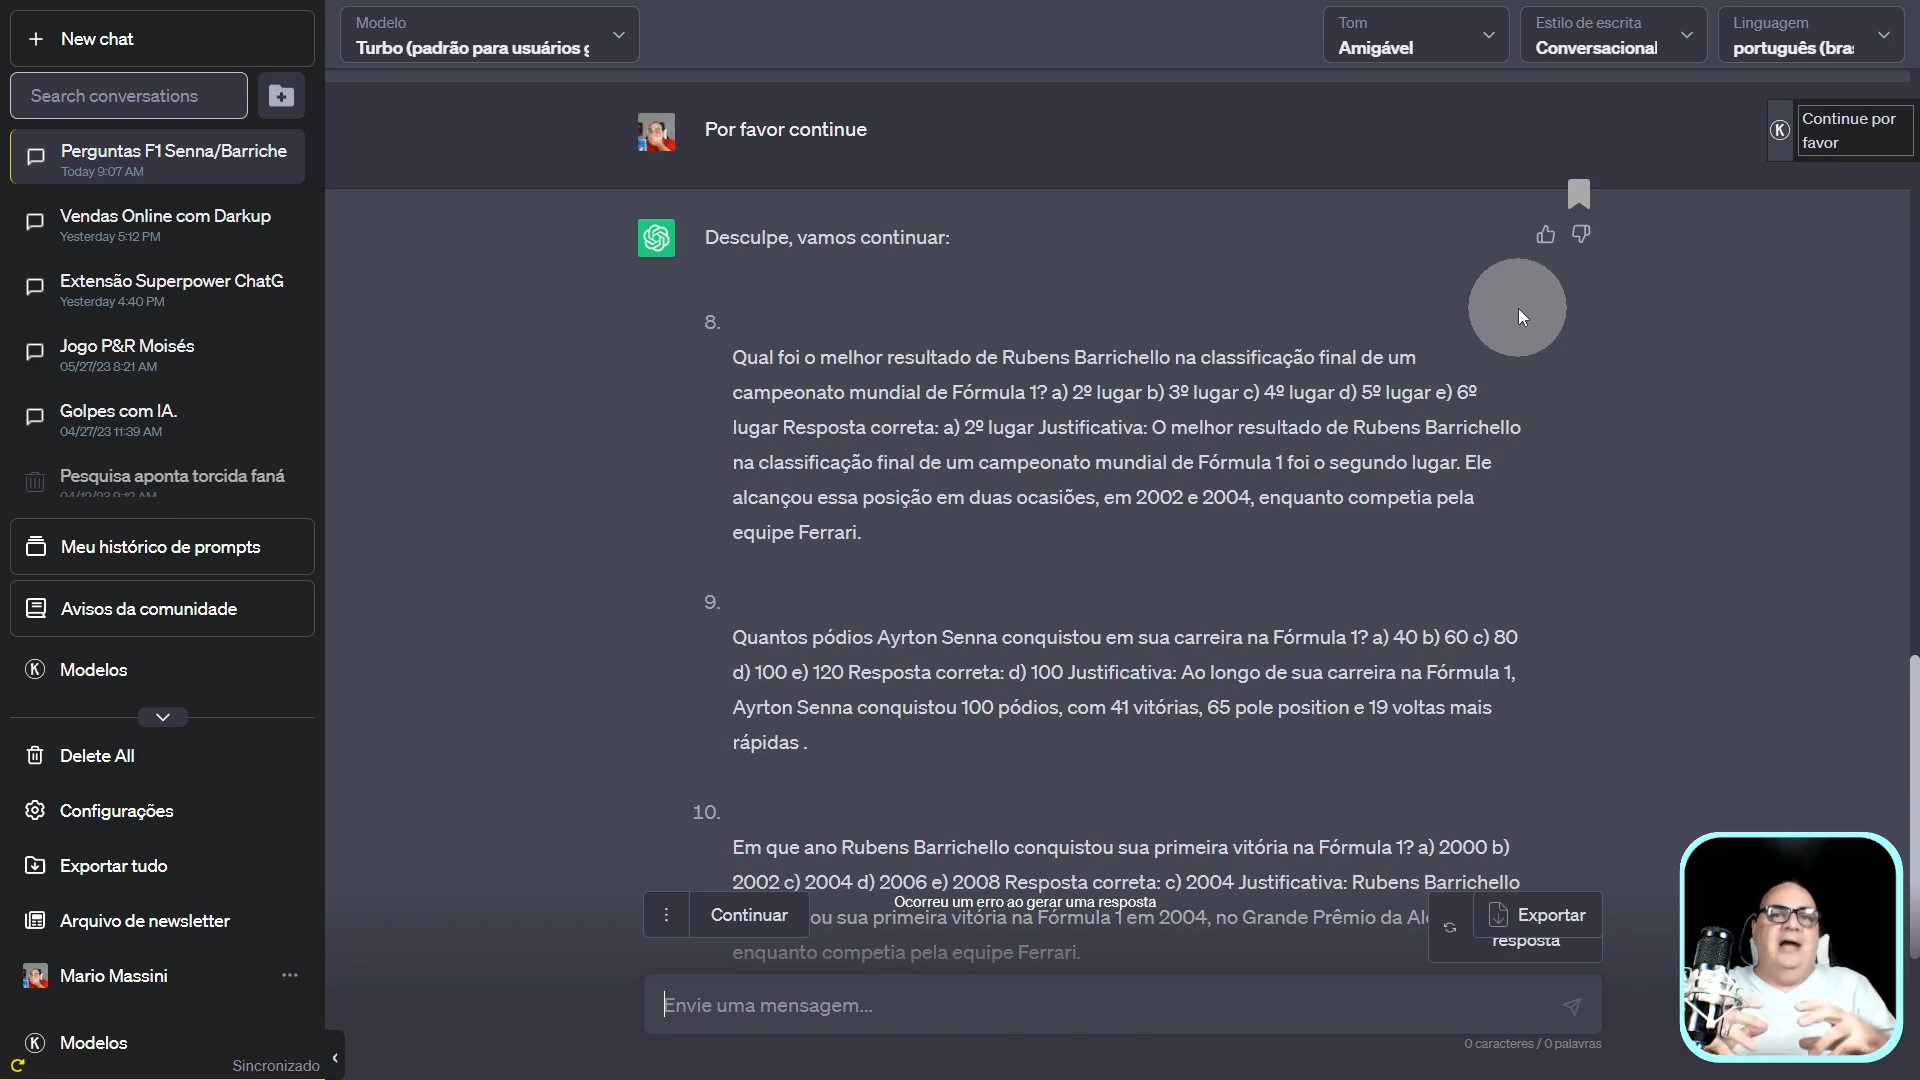 New chat
Search conversations
Perguntas F1 Senna/Barriche
Today 9:07 AM
Vendas Online com Darkup
Yesterday 5:12 PM
Extensão Superpower ChatG
Yesterday 4:40 PM
Jogo P&R Moisés
05/27/23 8:21 AM
Golpes com IA.
04/27/23 11:39 AM
Pesquisa aponta torcida faná
04/12/23 9:12 AM
Meu histórico de prompts
Avisos da comunidade
Modelos
Delete All
Configurações
Exportar tudo
Arquivo de newsletter
Mario Massini
Modelos
Sincronizado
Modelo
Turbo (padrão para usuários g
Tom
Amigável
Estilo de escrita
Conversacional
Linguagem
português (bra
Por favor continue
Continue por
favor
Desculpe, vamos continuar:
8.
Qual foi o melhor resultado de Rubens Barrichello na classificação final de um
campeonato mundial de Fórmula 1? a) 2º lugar b) 3º lugar c) 4º lugar d) 5º lugar e) 6º
lugar Resposta correta: a) 2º lugar Justificativa: O melhor resultado de Rubens Barrichello
na classificação final de um campeonato mundial de Fórmula 1 foi o segundo lugar. Ele
alcançou essa posição em duas ocasiões, em 2002 e 2004, enquanto competia pela
equipe Ferrari.
9.
Quantos pódios Ayrton Senna conquistou em sua carreira na Fórmula 1? a) 40 b) 60 c) 80
d) 100 e) 120 Resposta correta: d) 100 Justificativa: Ao longo de sua carreira na Fórmula 1,
Ayrton Senna conquistou 100 pódios, com 41 vitórias, 65 pole position e 19 voltas mais
rápidas .
10.
Em que ano Rubens Barrichello conquistou sua primeira vitória na Fórmula 1? a) 2000 b)
2002 c) 2004 d) 2006 e) 2008 Resposta correta: c) 2004 Justificativa: Rubens Barrichello
Ocorreu um erro ao gerar uma resposta
ou sua primeira vitória na Fórmula 1 em 2004, no Grande Prêmio da Al
enquanto competia pela equipe Ferrari.
Continuar
Exportar
resposta
Envie uma mensagem...
0 caracteres / 0 palavras